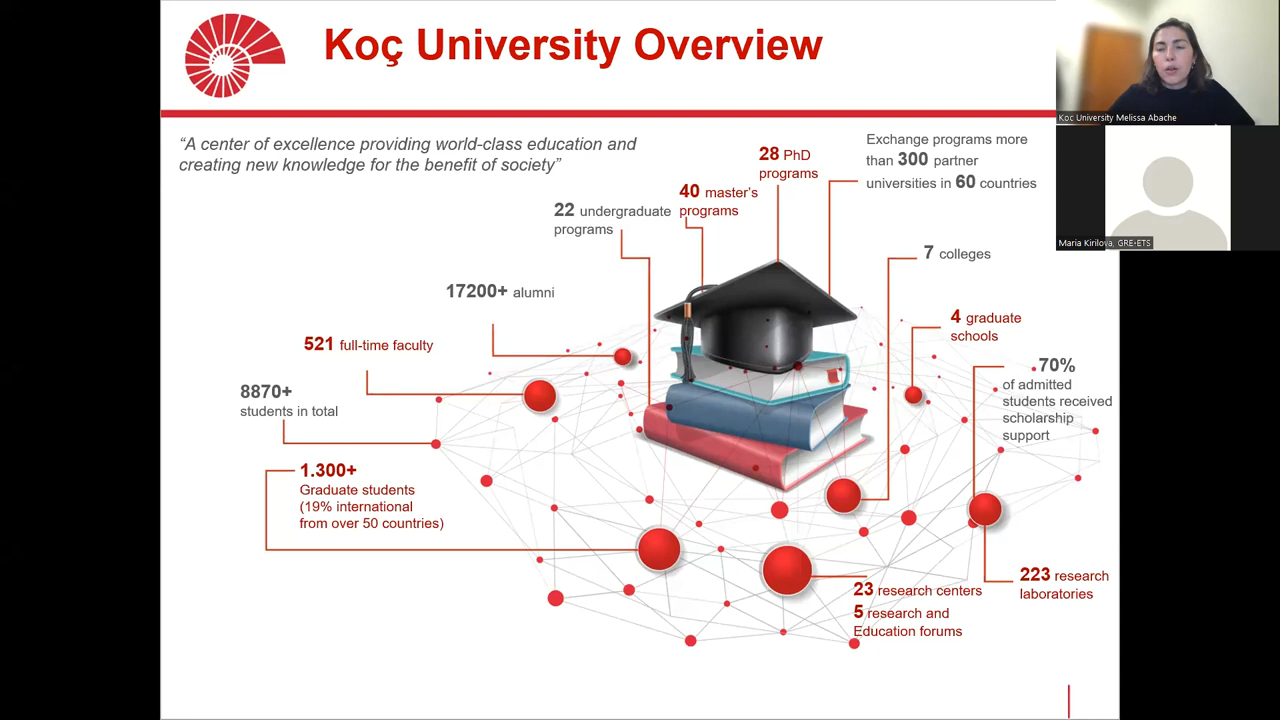 Koç University Overview
“A center of excellence providing world-class education and
creating new knowledge for the benefit of society”
28 PhD
programs
Exchange programs more
than 300 partner
universities in 60 countries
40 master’s
programs
22 undergraduate
programs
7 colleges
17200+ alumni
4 graduate
schools
521 full-time faculty
70%
of admitted
students received
scholarship
support
8870+
students in total
1.300+
Graduate students
(19% international
from over 50 countries)
223 research
laboratories
23 research centers
5 research and
Education forums
Koc University Melissa Abache
Maria Kirilova, GRE•ETS